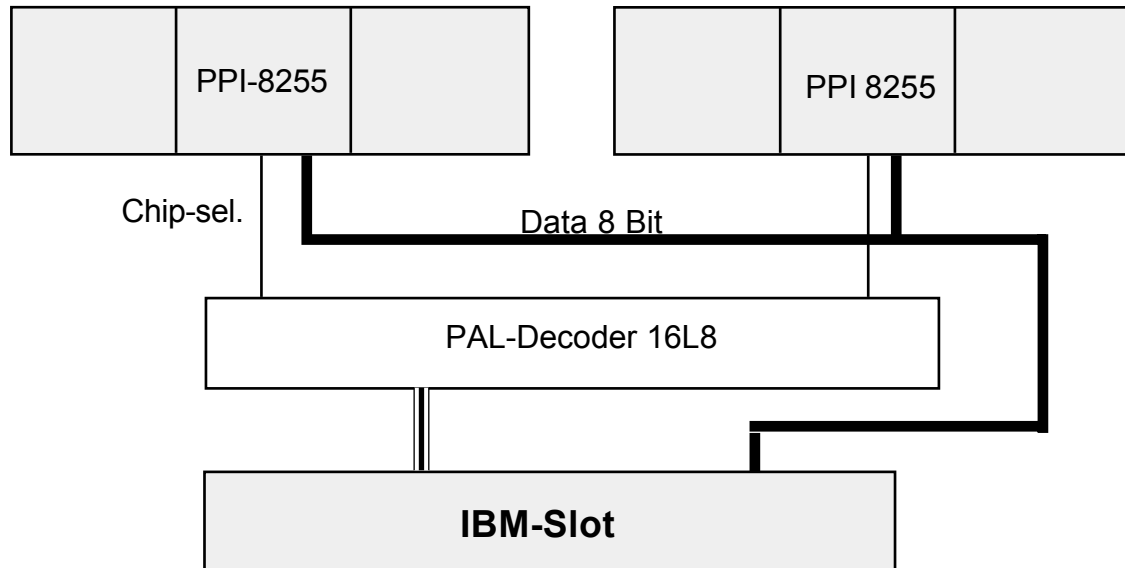 PPI-8255
PPI 8255
Chip-sel.
Data 8 Bit
PAL-Decoder 16L8
IBM-Slot